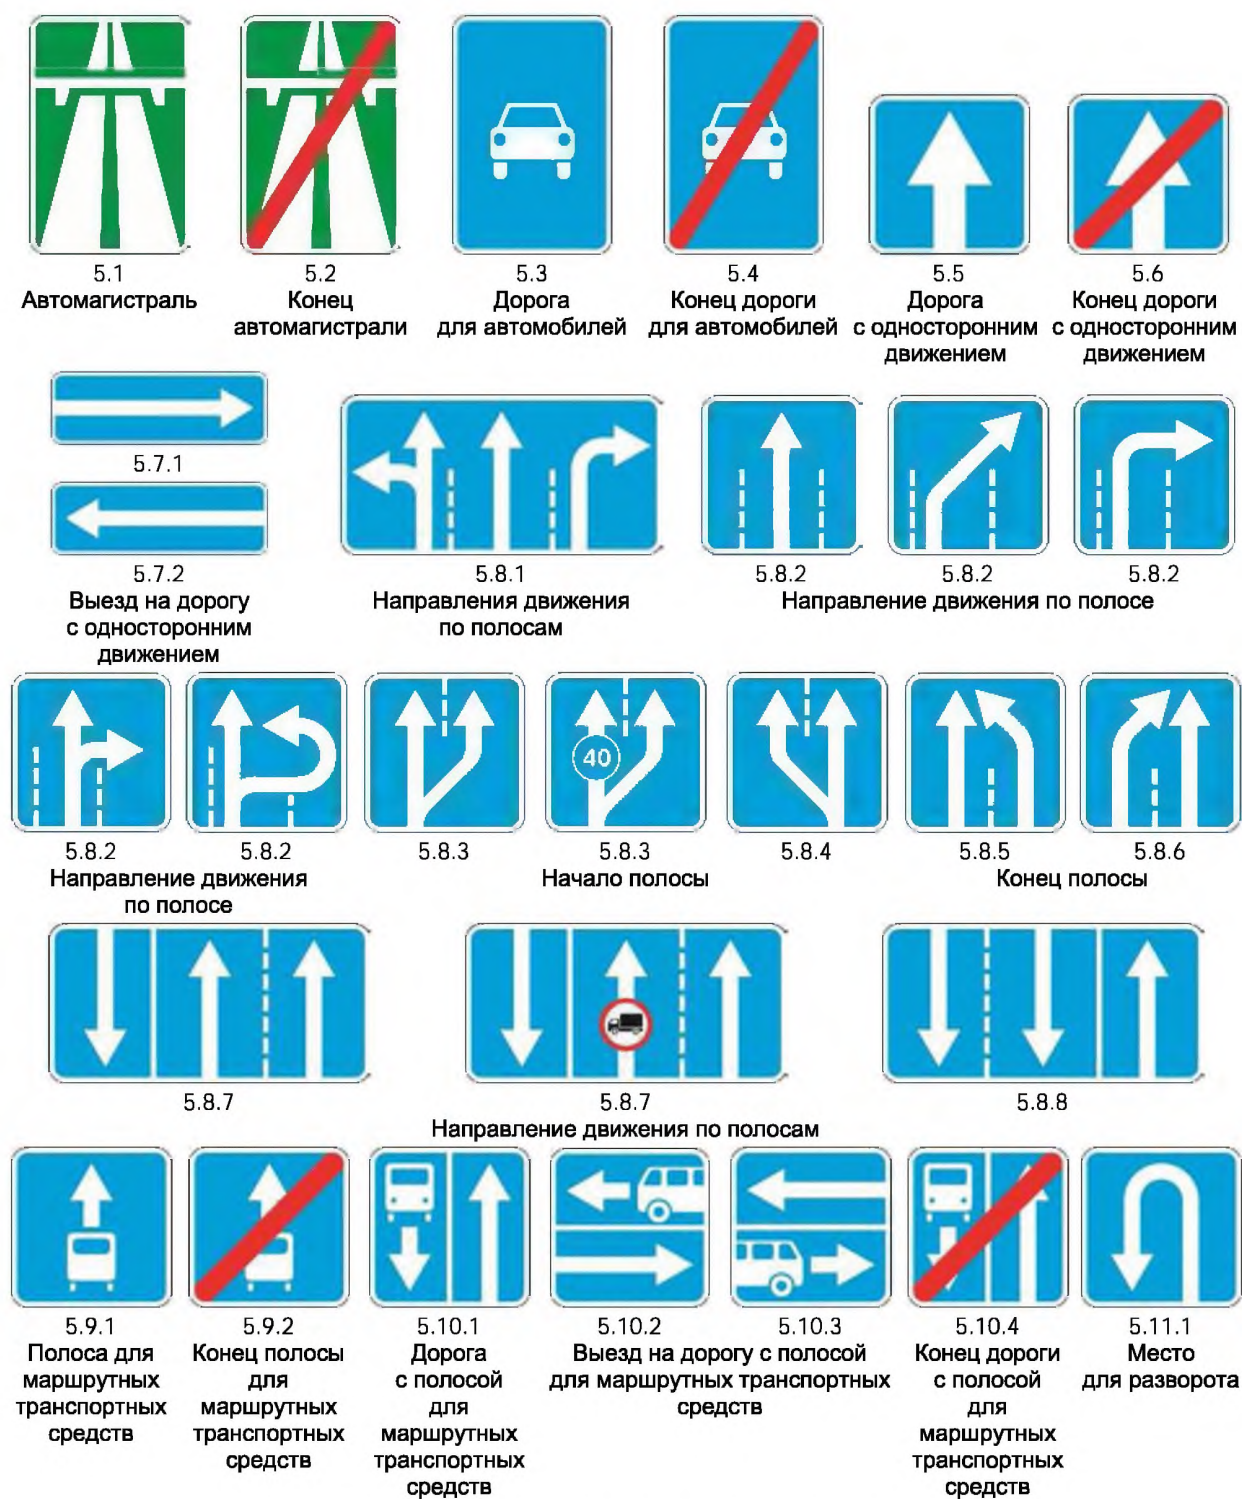 5.1
Автомагистраль
5.2
Конец
автомагистрали
5.3
Дорога
для автомобилей
5.4
Конец дороги
для автомобилей
5.5
Дорога
с односторонним
движением
5.6
Конец дороги
с односторонним
движением
5.7.1
5.7.2
Выезд на дорогу
с односторонним
движением
5.8.1
Направления движения
по полосам
5.8.2
5.8.2
5.8.2
Направление движения по полосе
5.8.2
5.8.2
Направление движения
по полосе
5.8.3
40
5.8.3
5.8.4
Начало полосы
5.8.5
5.8.6
Конец полосы
5.8.7
5.8.7
5.8.8
Направление движения по полосам
5.9.1
Полоса для
маршрутных
транспортных
средств
5.9.2
Конец полосы
для
маршрутных
транспортных
средств
5.10.1
Дорога
с полосой
для
маршрутных
транспортных
средств
5.10.2
5.10.3
Выезд на дорогу с полосой
для маршрутных транспортных
средств
5.10.4
Конец дороги
с полосой
для
маршрутных
транспортных
средств
5.11.1
Место
для разворота